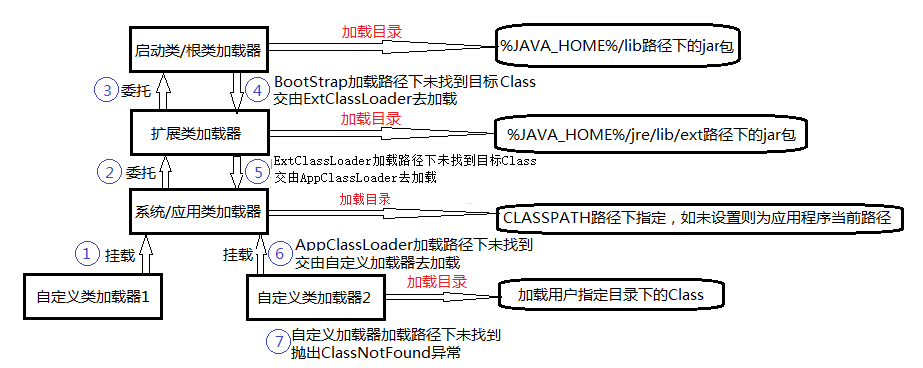 启动类/根类加载器
加载目录
%JAVA_HOME%/lib路径下的jar包
③
委托
④
BootStrap加载路径下未找到目标Class
交由ExtClassLoader去加载
扩展类加载器
加载目录
%JAVA_HOME%/jre/lib/ext路径下的jar包
②
委托
⑤
ExtClassLoader加载路径下未找到目标Class
交由AppClassLoader去加载
系统/应用类加载器
加载目录
CLASSPATH路径下指定，如未设置则为应用程序当前路径
①
挂载
挂载
⑥
AppClassLoader加载路径下未找到
交由自定义加载器去加载
自定义类加载器1
自定义类加载器2
加载目录
加载用户指定目录下的Class
⑦
自定义加载器加载路径下未找到
抛出ClassNotFound异常